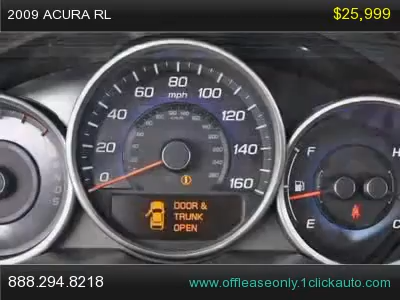 2009 ACURA RL
$25,999
80
60
100
mph
40
120
km/h
20
140
0
160
DOOR &
TRUNK
OPEN
F
H
E
C
888.294.8218
www.offleaseonly.1clickauto.com